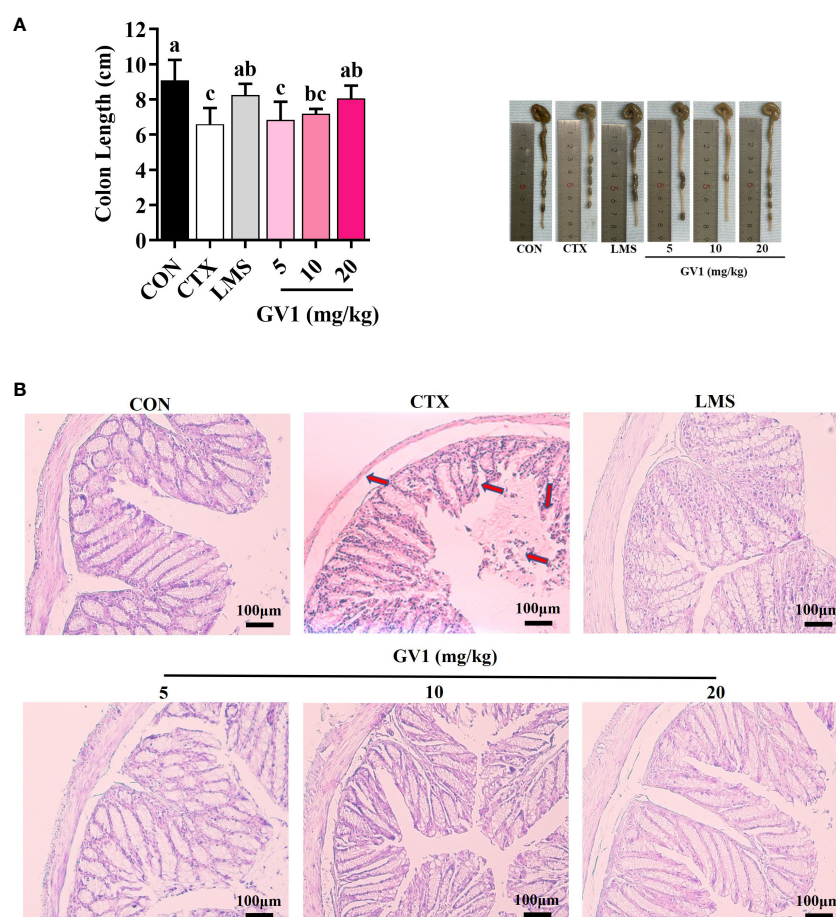 A
12
10
8
6
4
2
0
Colon Length (cm)
a
c
ab
c
bc
ab
CON
CTX
LMS
5
10
20
GV1 (mg/kg)
CON
CTX
LMS
5
10
20
GV1 (mg/kg)
B
CON
CTX
LMS
100μm
100μm
100μm
GV1 (mg/kg)
5
10
20
100μm
100μm
100μm